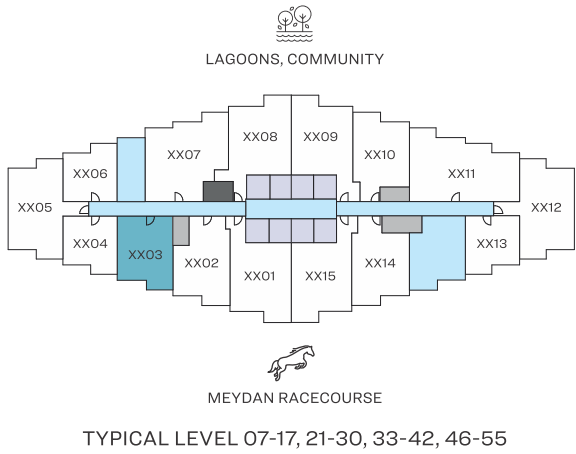 LAGOONS, COMMUNITY
XX08 XX09
XX07 XX10
XX06 XX11
XX05 XX12
XX04 XX03 XX02 XX14 XX13
XX01 XX15
MEYDAN RACECOURSE
TYPICAL LEVEL 07-17, 21-30, 33-42, 46-55